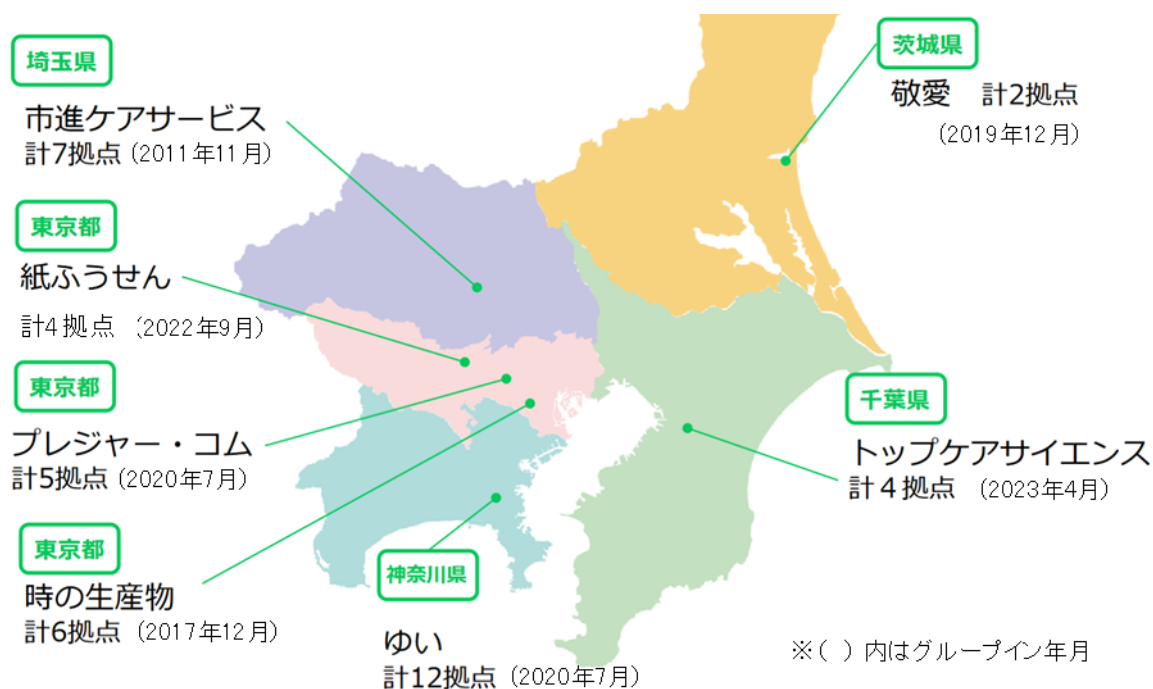 埼玉県
市進ケアサービス
計7拠点 (2011年11月)
東京都
紙ふうせん
計4拠点 (2022年9月)
東京都
プレジャー・コム
計5拠点 (2020年7月)
東京都
時の生産物
計6拠点 (2017年12月)
神奈川県
ゆい
計12拠点 (2020年7月)
茨城県
敬愛 計2拠点
(2019年12月)
千葉県
トップケアサイエンス
計4拠点 (2023年4月)
※( )内はグループイン年月